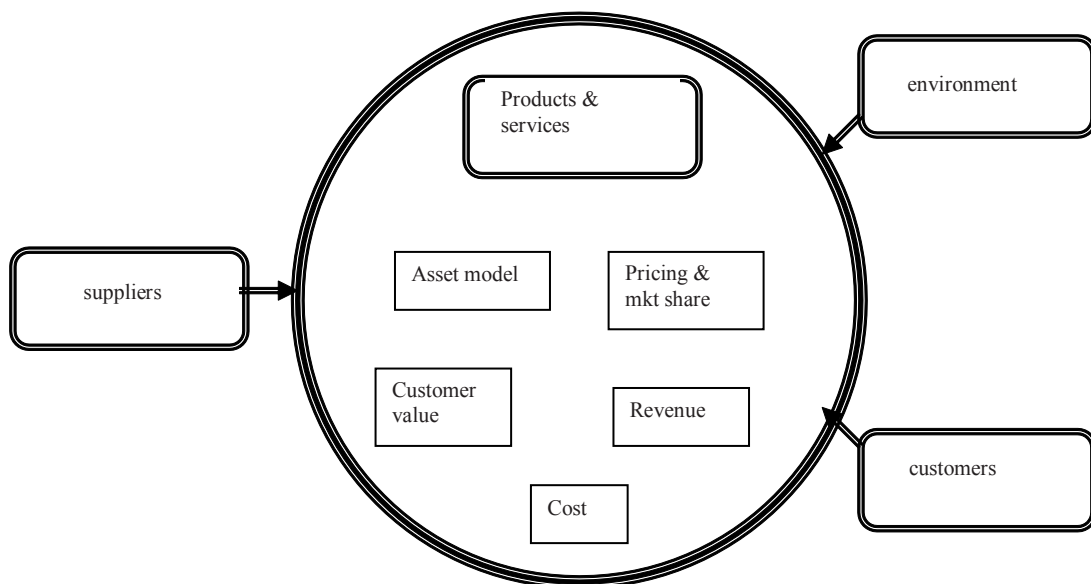 Products &
services
environment
suppliers
Asset model
Pricing &
mkt share
Customer
value
Revenue
customers
Cost